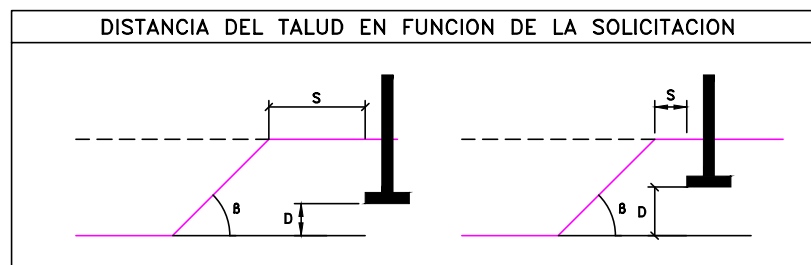 DISTANCIA DEL TALUD EN FUNCION DE LA SOLICITACION
S
S
β
D
β
D